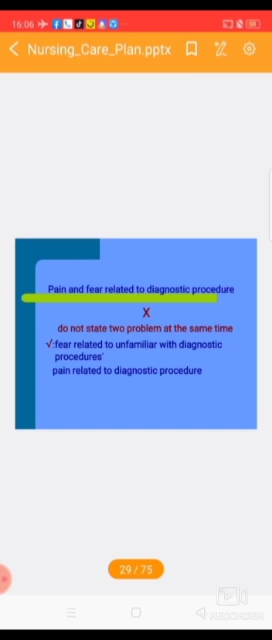 16:06
Nursing_Care_Plan.pptx
Pain and fear related to diagnostic procedure
X
do not state two problem at the same time
√:fear related to unfamiliar with diagnostic
procedures'
pain related to diagnostic procedure
29 / 75
RECORDER